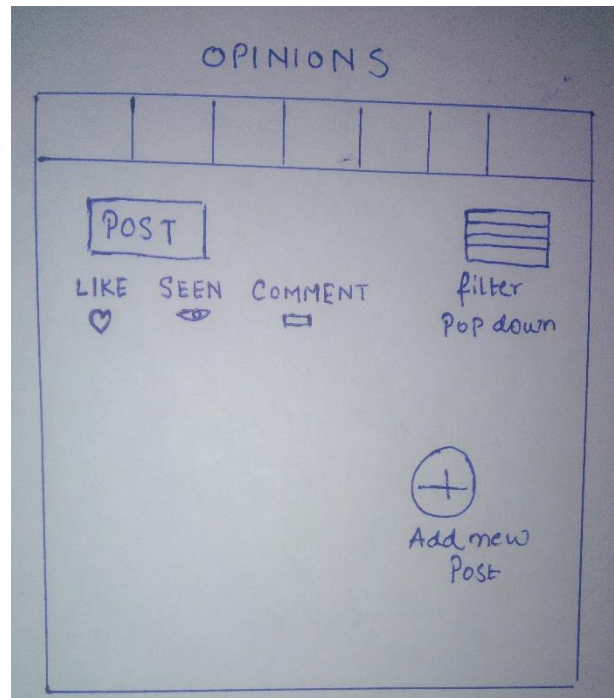 OPINIONS
POST
LIKE SEEN COMMENT
filter
Pop down
Add new
Post